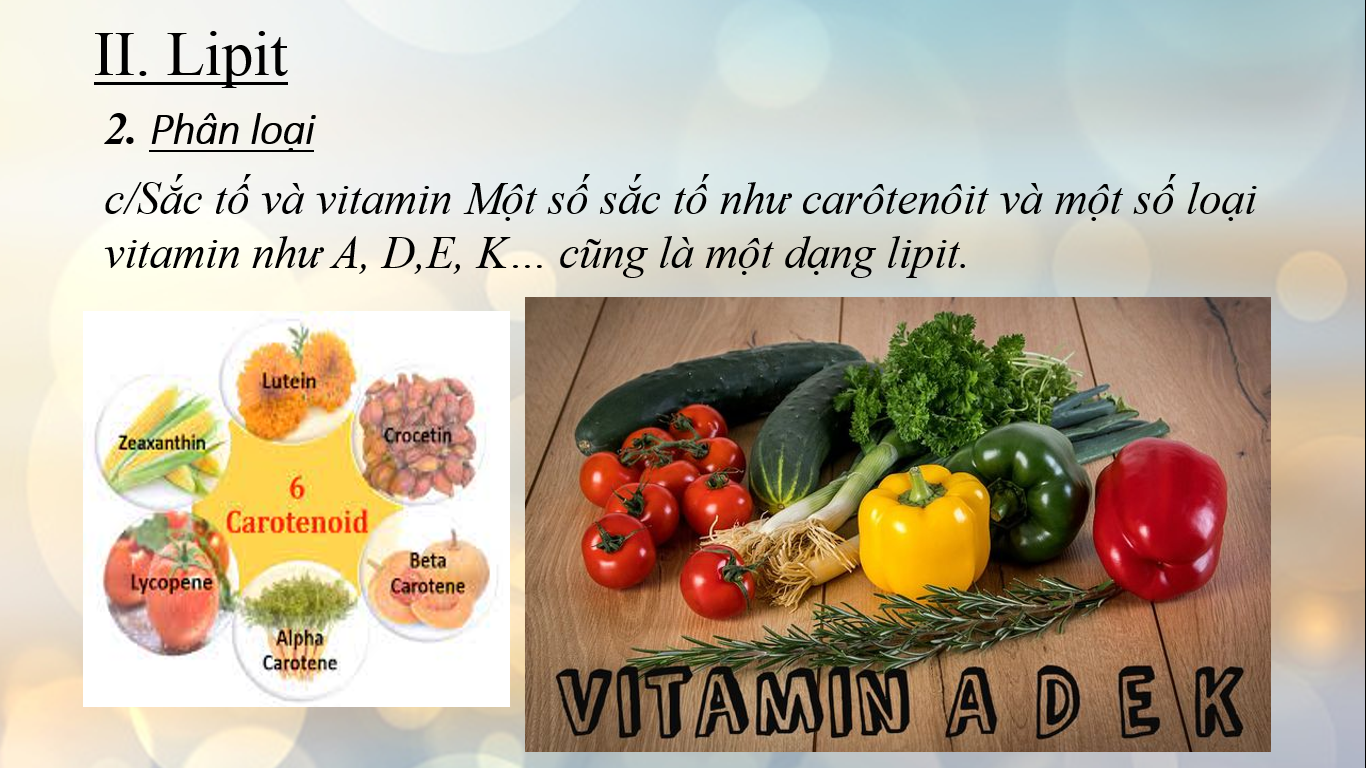 II. Lipit
2. Phân loại
c/Sắc tố và vitamin Một số sắc tố như carôtenôit và một số loại
vitamin như A, D,E, K… cũng là một dạng lipit.
Lutein
Zeaxanthin
Crocetin
6
Carotenoid
Lycopene
Beta
Carotene
Alpha
Carotene
VITAMIN A D E K